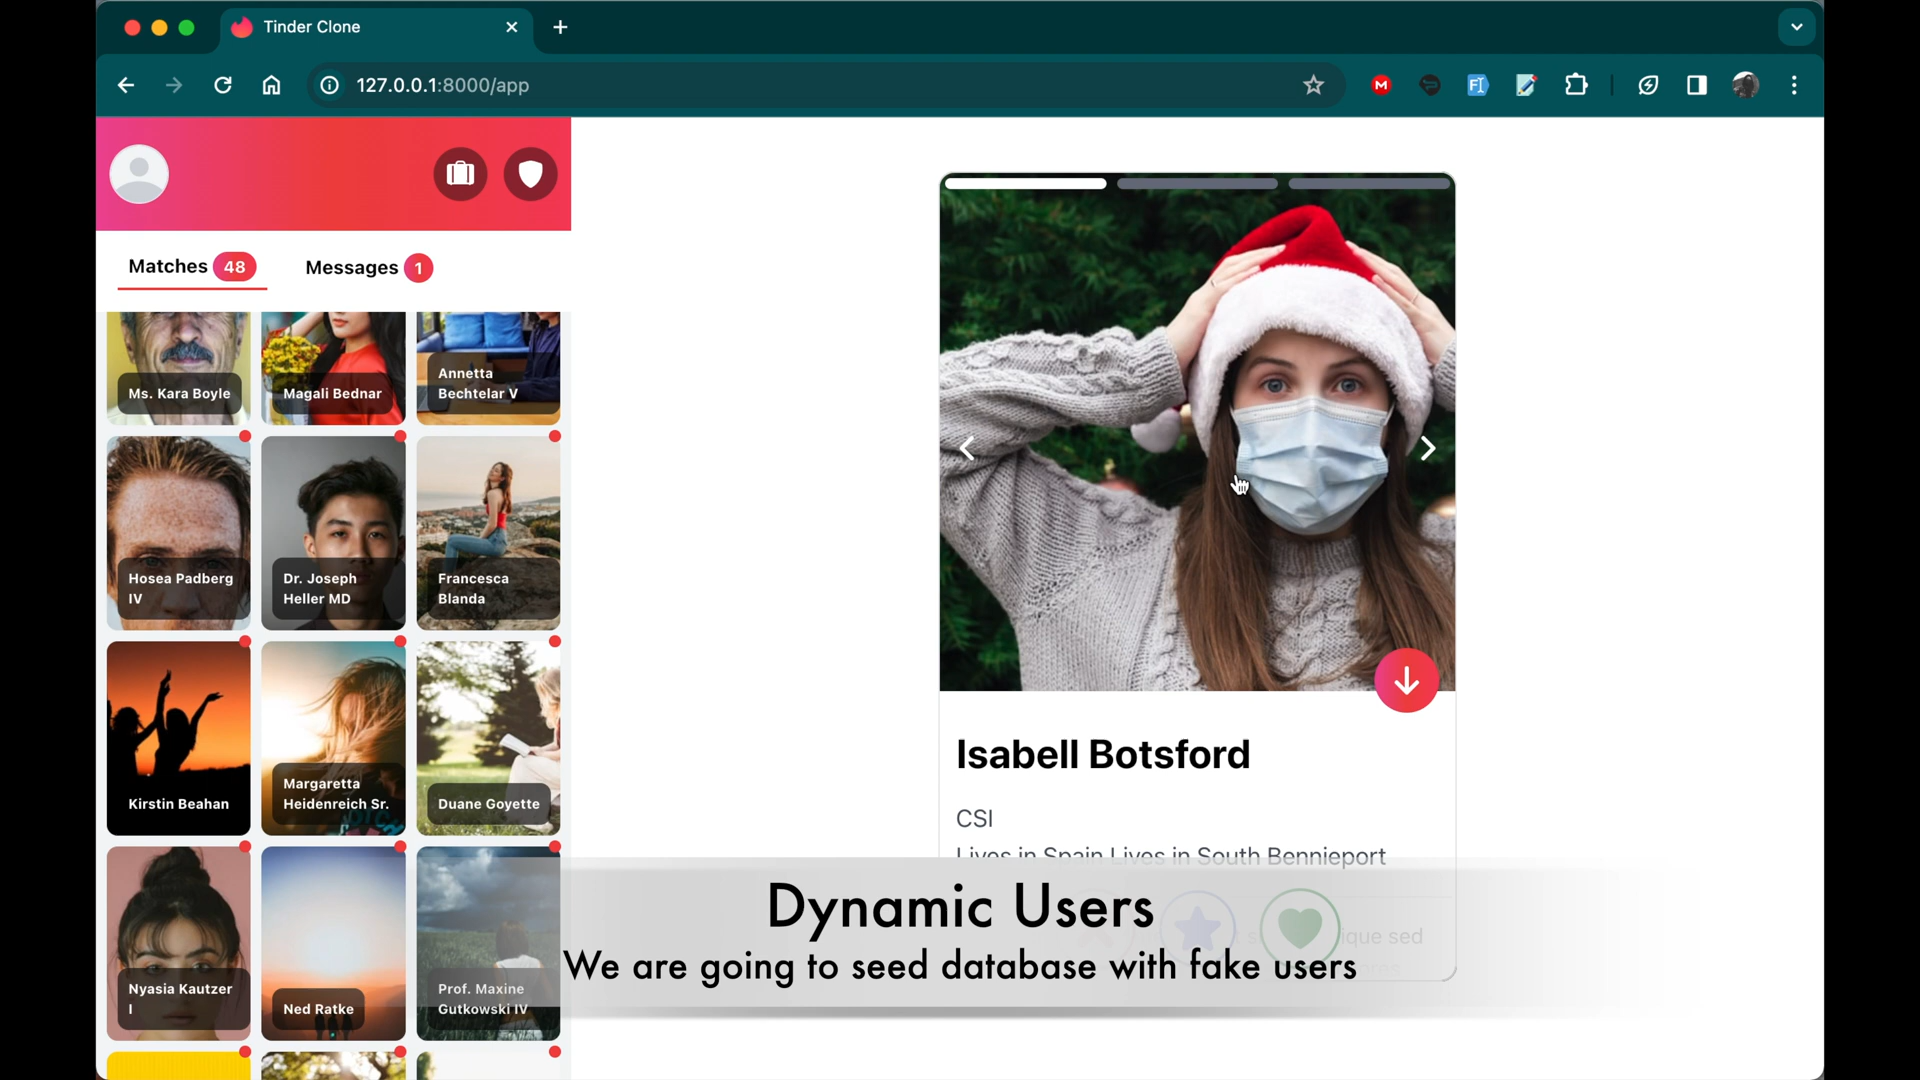 Tinder Clone
127.0.0.1:8000/app
Matches 48
Messages 1
Ms. Kara Boyle
Magali Bednar
Annetta
Bechtelar V
Hosea Padberg
IV
Dr. Joseph
Heller MD
Francesca
Blanda
Kirstin Beahan
Margaretta
Heidenreich Sr.
Duane Goyette
Nyasia Kautzer
I
Ned Ratke
Prof. Maxine
Gutkowski IV
Isabell Botsford
CSI
Lives in Spain Lives in South Bennieport
ique sed
Dynamic Users
We are going to seed database with fake users